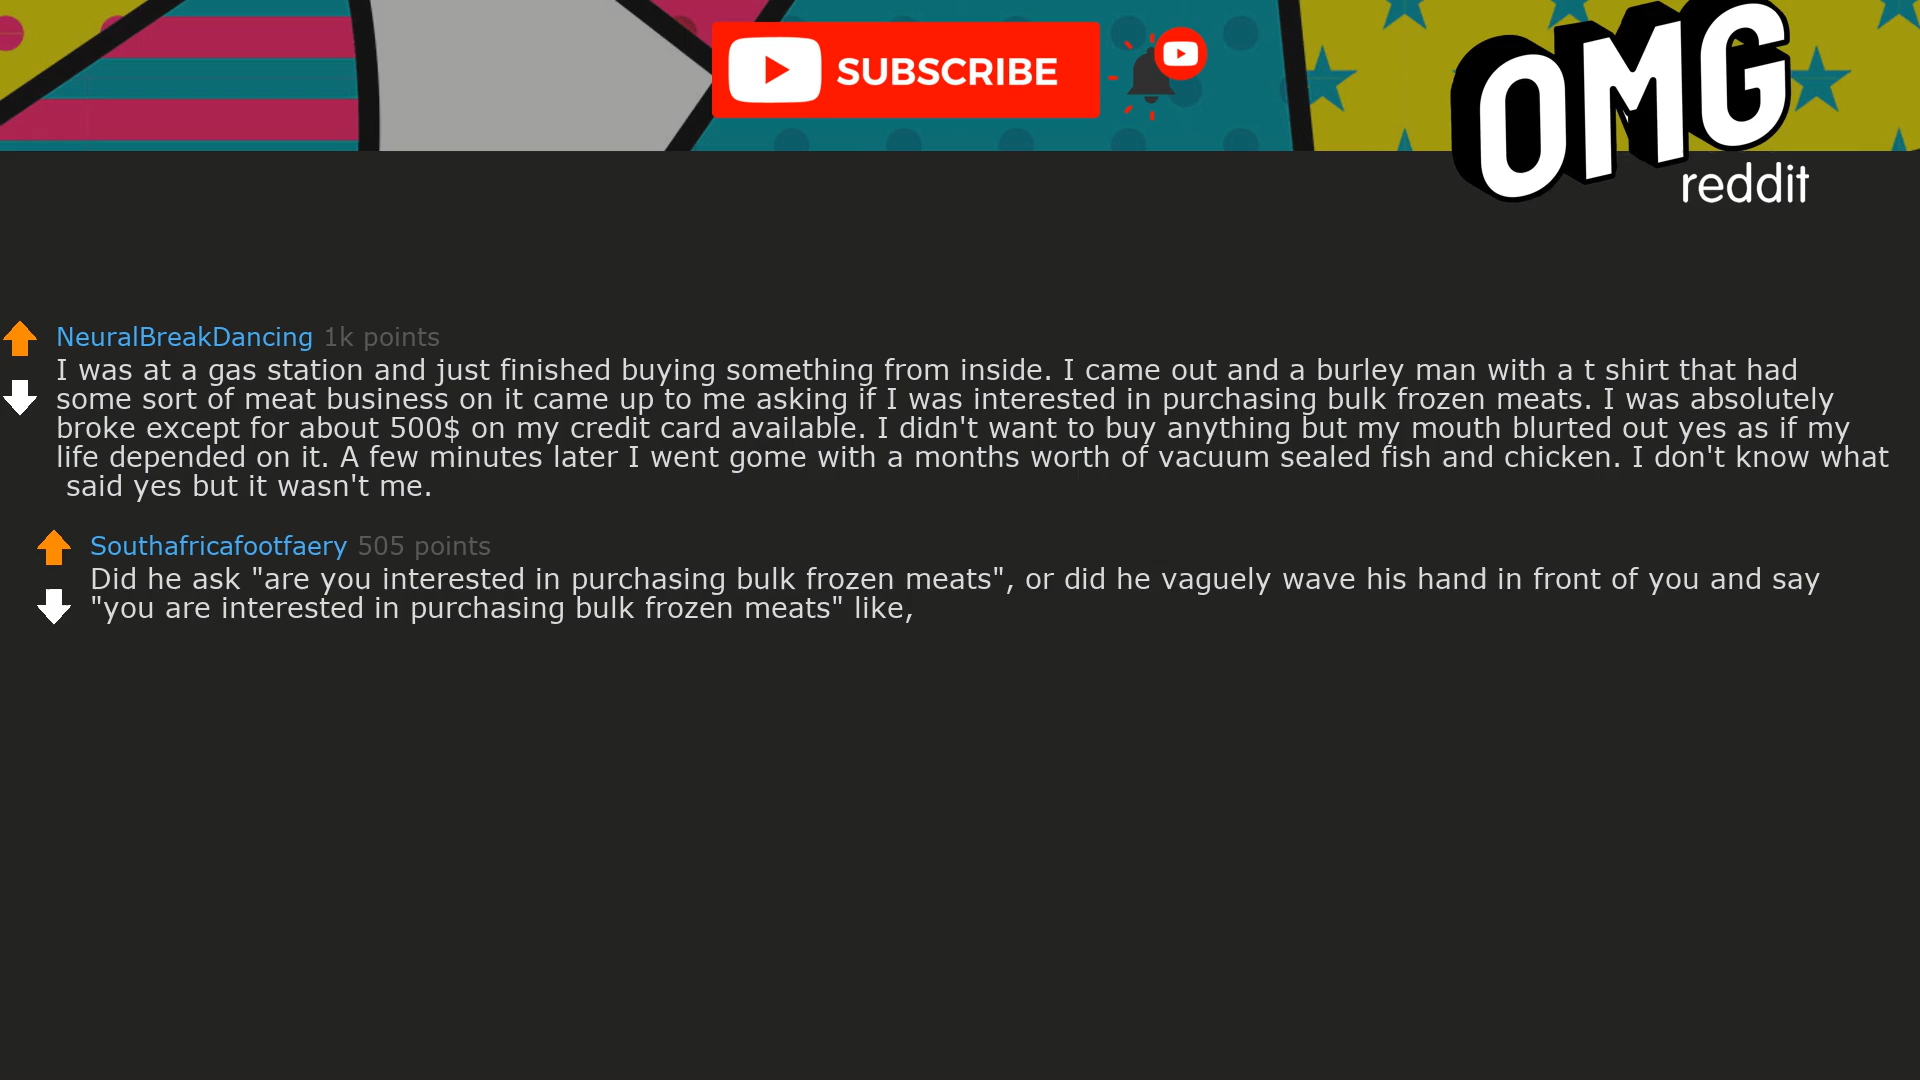 SUBSCRIBE
OMG
reddit
NeuralBreakDancing 1k points
I was at a gas station and just finished buying something from inside. I came out and a burley man with a t shirt that had
some sort of meat business on it came up to me asking if I was interested in purchasing bulk frozen meats. I was absolutely
broke except for about 500$ on my credit card available. I didn't want to buy anything but my mouth blurted out yes as if my
life depended on it. A few minutes later I went gome with a months worth of vacuum sealed fish and chicken. I don't know what
said yes but it wasn't me.
Southafricafootfaery 505 points
Did he ask "are you interested in purchasing bulk frozen meats", or did he vaguely wave his hand in front of you and say
"you are interested in purchasing bulk frozen meats" like,